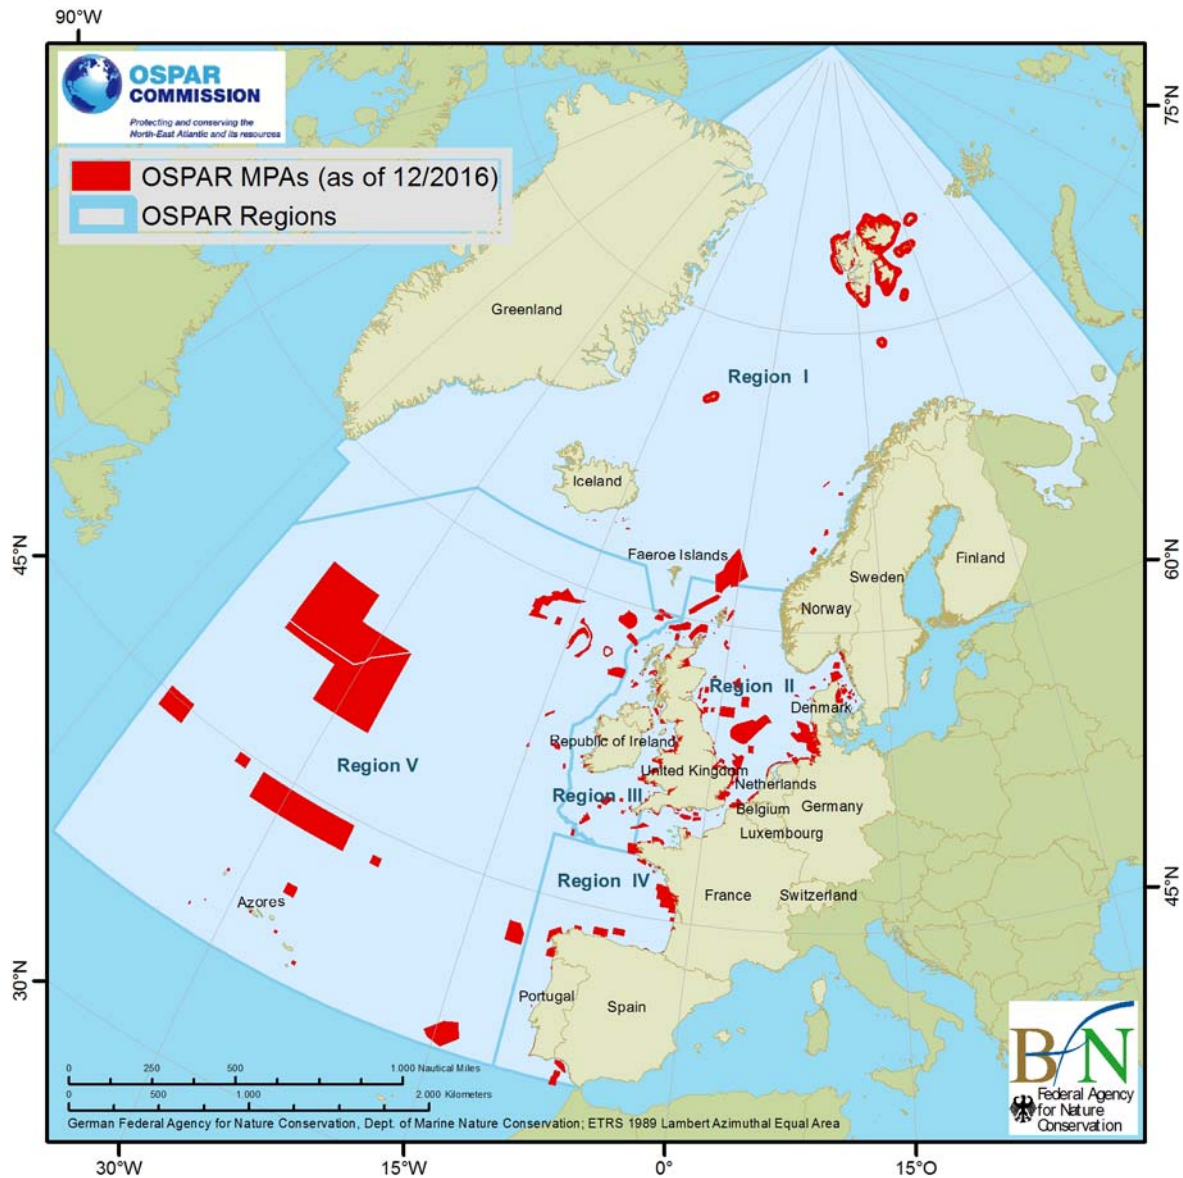 90°W
OSPAR
COMMISSION
Protecting and conserving the
North-East Atlantic and its resources
75°N
OSPAR MPAs (as of 12/2016)
OSPAR Regions
Greenland
Region I
Iceland
45°N
Faeroe Islands
60°N
Finland
Sweden
Norway
Region II
Denmark
Republic of Ireland
Region V
United Kingdom
Netherlands
Region III
Belgium
Germany
Luxembourg
Region IV
France
Switzerland
45°N
Azores
30°N
Portugal
Spain
BfN
Federal Agency
for Nature
Conservation
0 250 500 1.000 Nautical Miles
0 500 1.000 2.000 Kilometers
German Federal Agency for Nature Conservation, Dept. of Marine Nature Conservation; ETRS 1989 Lambert Azimuthal Equal Area
30°W
15°W
0°
15°O